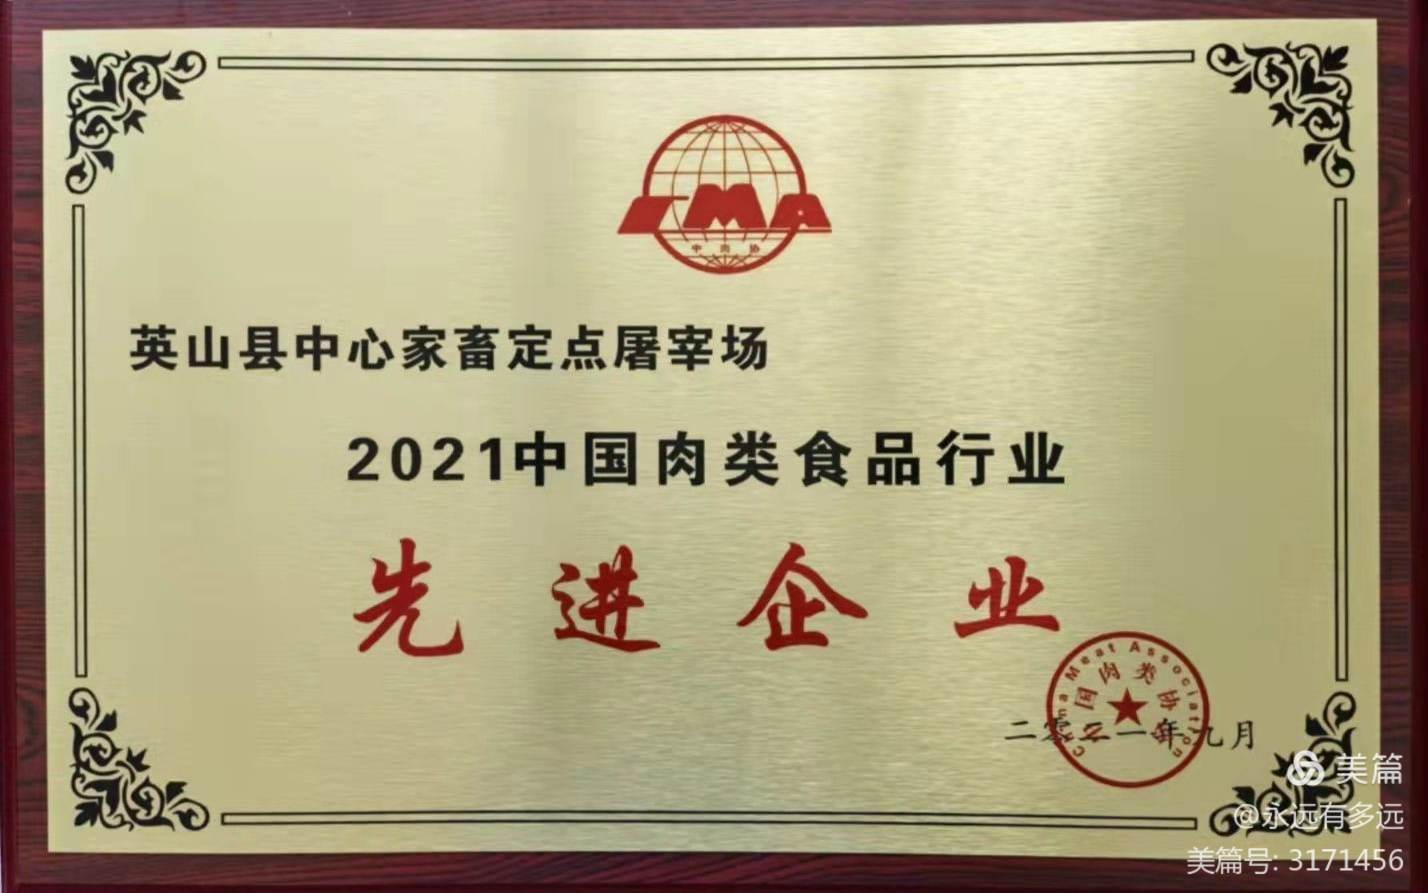 CMA
中肉协
英山县中心家畜定点屠宰场
2021中国肉类食品行业
先进企业
China Meat Association
中国肉类协会
二零二一年九月
美篇
@永远有多远
美篇号: 3171456